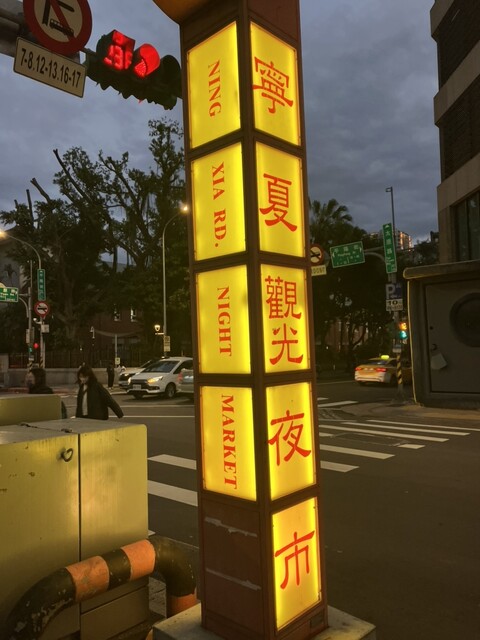 7-8.12-13.16-17
寧
夏
觀光
夜
市
NING
XIA RD.
NIGHT
MARKET